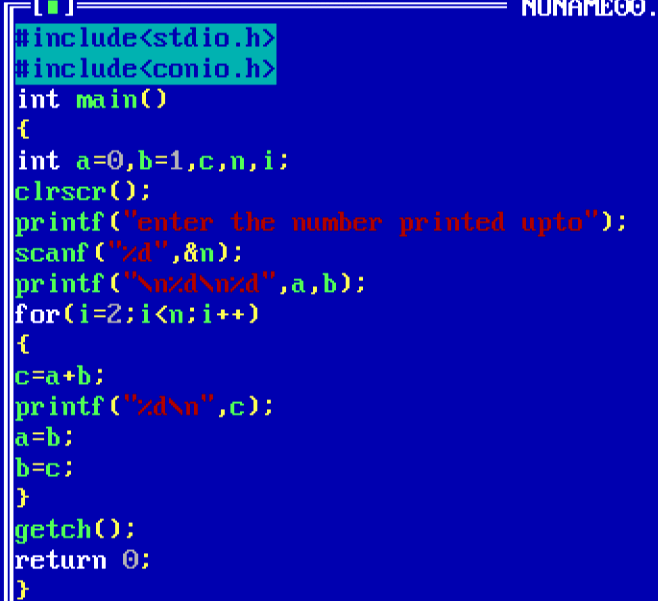 [■] NONAME00.
#include<stdio.h>
#include<conio.h>
int main()
{
int a=0,b=1,c,n,i;
clrscr();
printf("enter the number printed upto");
scanf("%d",&n);
printf("\n%d\n%d",a,b);
for(i=2;i<n;i++)
{
c=a+b;
printf("%d\n",c);
a=b;
b=c;
}
getch();
return 0;
}